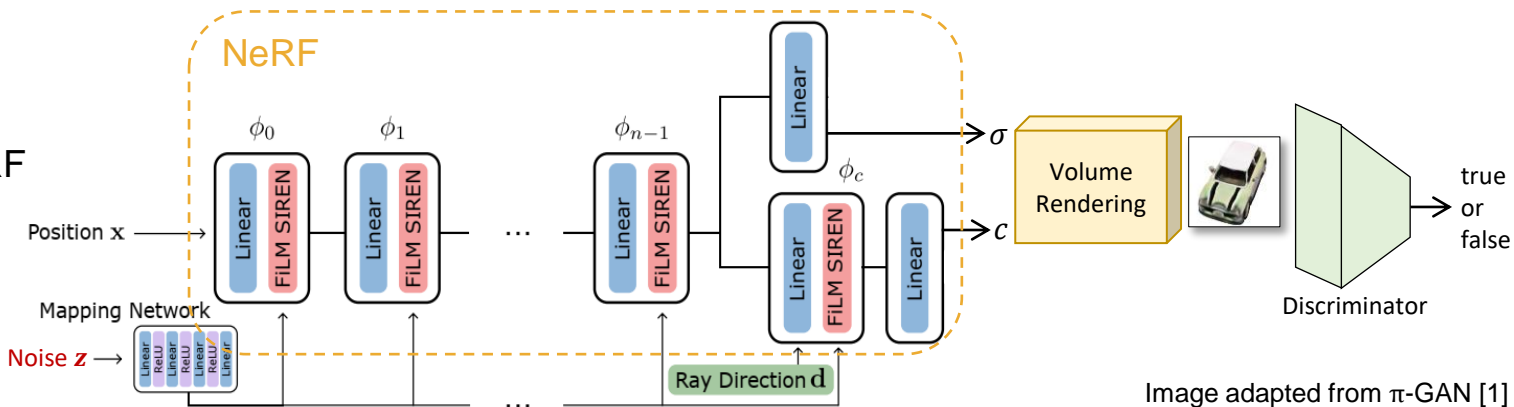 NeRF
RF
ϕ₀
ϕ₁
ϕₙ₋₁
ϕ_c
Linear
FiLM SIREN
Linear
FiLM SIREN
...
Linear
FiLM SIREN
Linear
Linear
FiLM SIREN
Linear
σ
c
Position x
Mapping Network
Noise z
Linear
ReLU
Linear
ReLU
Linear
ReLU
Linear
...
Ray Direction d
Volume
Rendering
Discriminator
true
or
false
Image adapted from π-GAN [1]